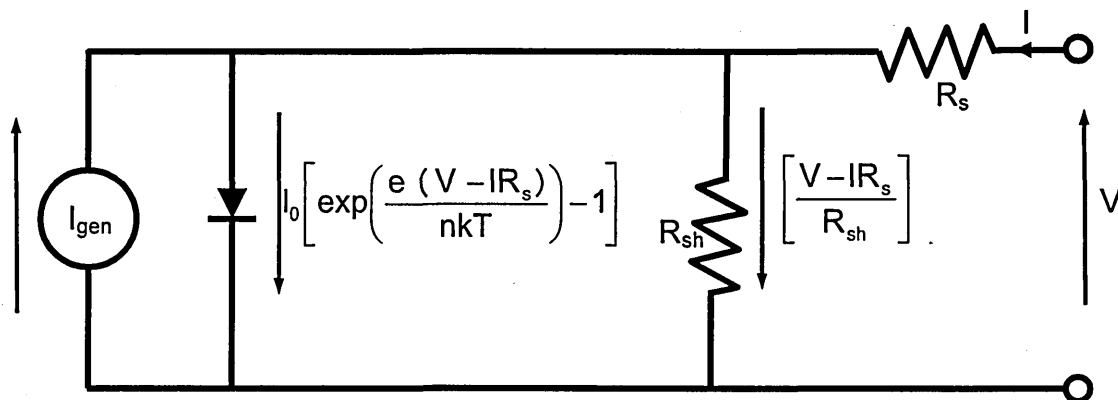 I
R_s
I_gen
I_0[exp(e (V – IR_s)/nkT) – 1]
R_sh
[V – IR_s/R_sh]
V